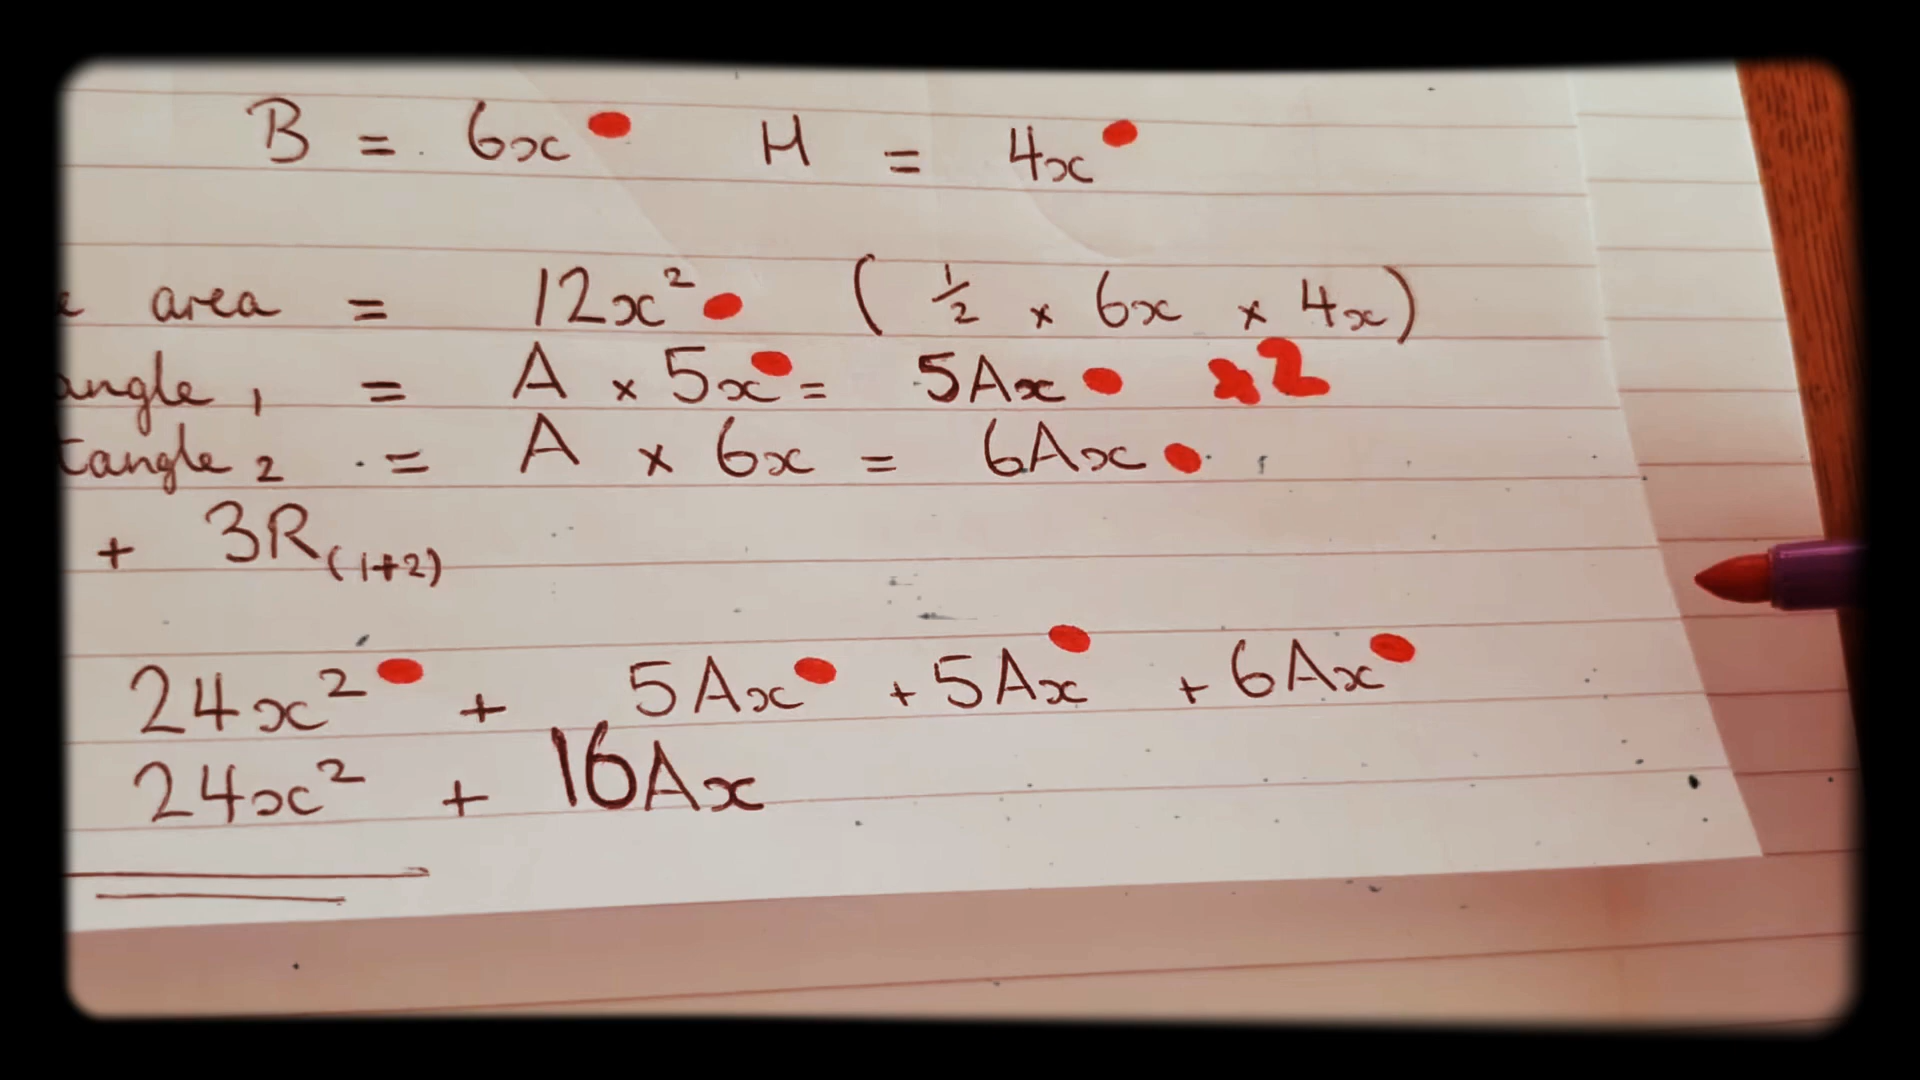 B = 6x H = 4x
area = 12x² ( ½ × 6x × 4x)
angle 1 = A × 5x = 5Ax ×2
tangle 2 = A × 6x = 6Ax
+ 3R(1+2)
24x² + 5Ax + 5Ax + 6Ax
24x² + 16Ax